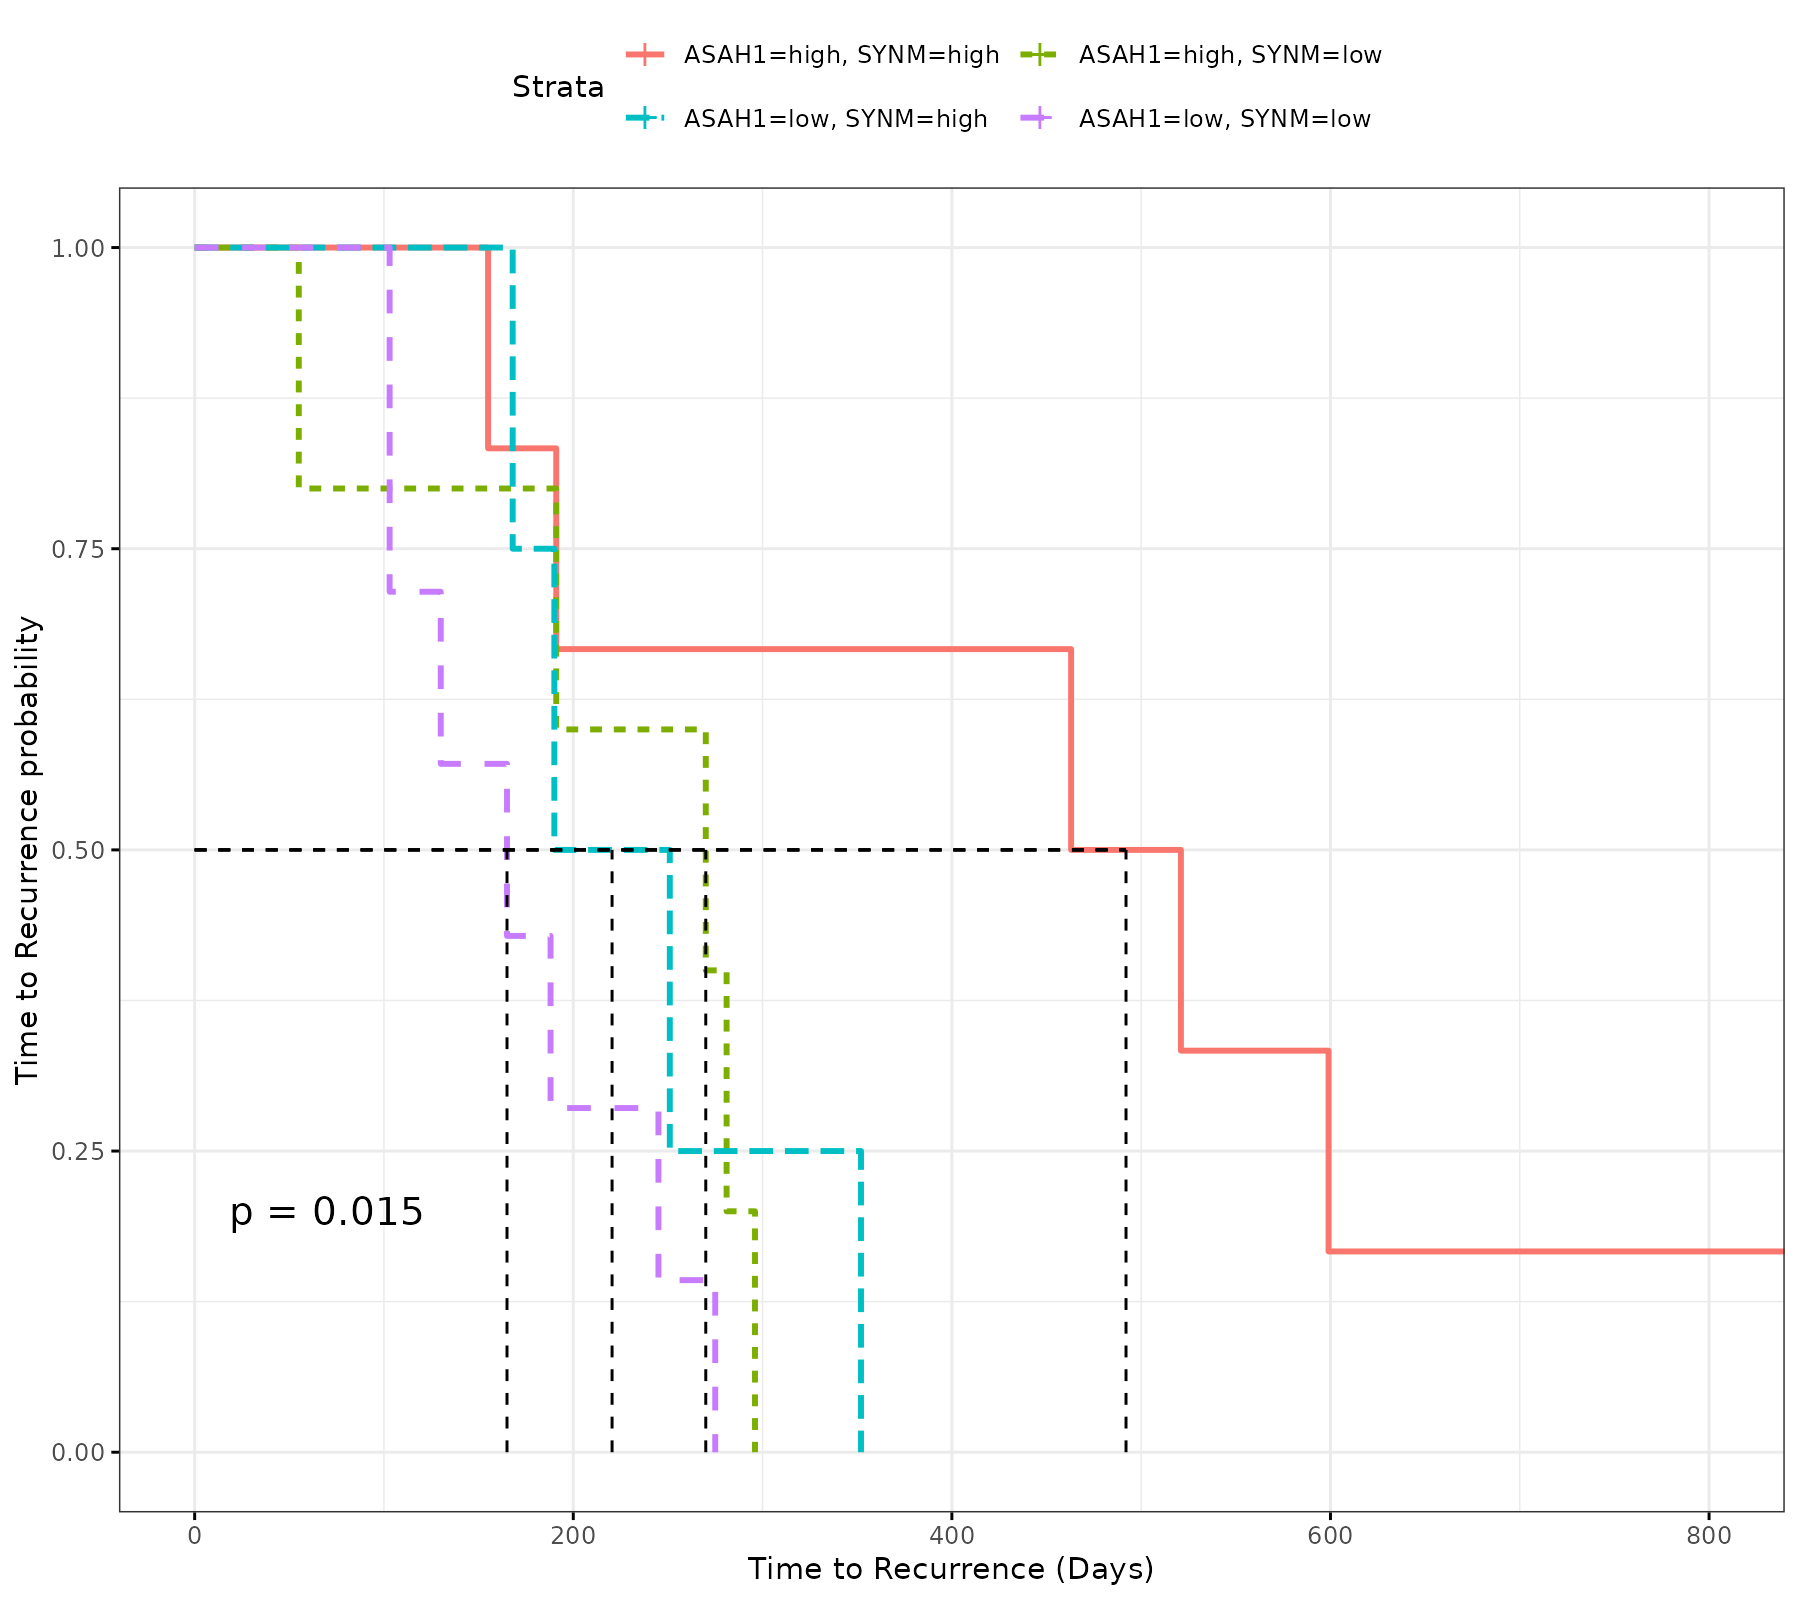 Strata
ASAH1=high, SYNM=high
ASAH1=high, SYNM=low
ASAH1=low, SYNM=high
ASAH1=low, SYNM=low
Time to Recurrence probability
1.00
0.75
0.50
0.25
0.00
p = 0.015
0 200 400 600 800
Time to Recurrence (Days)